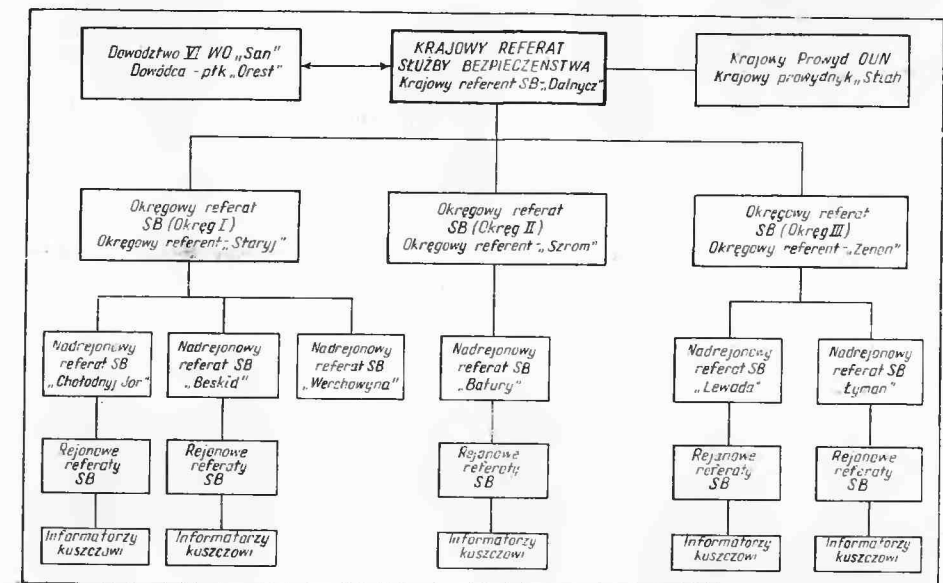 Dowództwo VI WO „San"
Dowódca - płk „Orest"
KRAJOWY REFERAT
SŁUŻBY BEZPIECZEŃSTWA
Krajowy referent SB-„Dalnycz"
Krajowy Prowyd OUN
Krajowy prowydnyk „Stiah
Okręgowy referat
SB (Okręg I)
Okręgowy referent-„Staryj"
Okręgowy referat
SB (Okręg II)
Okręgowy referent-„Szrom"
Okręgowy referat
SB (Okręg III)
Okręgowy referent-„Zenon"
Nadrejonowy
referat SB
„Chołodnyj Jar"
Nadrejonowy
referat SB
„Beskid"
Nadrejonowy
referat SB
„Werchowyna"
Nadrejonowy
referat SB
„Batury"
Nadrejonowy
referat SB
„Lewada"
Nadrejonowy
referat SB
„Łyman"
Rejonowe
referaty
SB
Rejonowe
referaty
SB
Rejonowe
referaty
SB
Rejonowe
referaty
SB
Rejonowe
referaty
SB
Informatorzy
kuszczowi
Informatorzy
kuszczowi
Informatorzy
kuszczowi
Informatorzy
kuszczowi
Informatorzy
kuszczowi